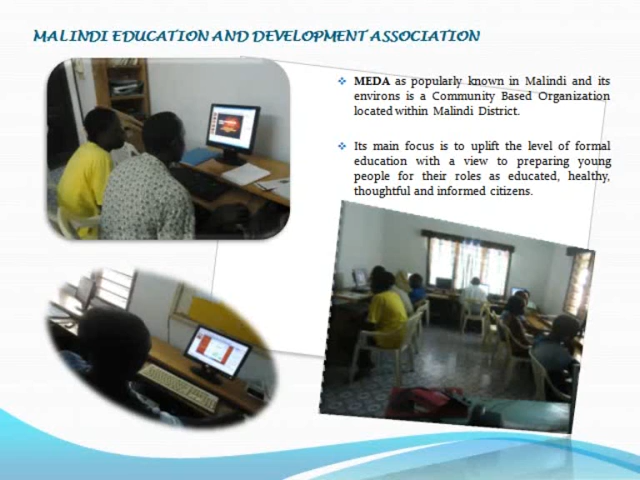 MALINDI EDUCATION AND DEVELOPMENT ASSOCIATION
MEDA as popularly known in Malindi and its
environs is a Community Based Organization
located within Malindi District.
Its main focus is to uplift the level of formal
education with a view to preparing young
people for their roles as educated, healthy,
thoughtful and informed citizens.